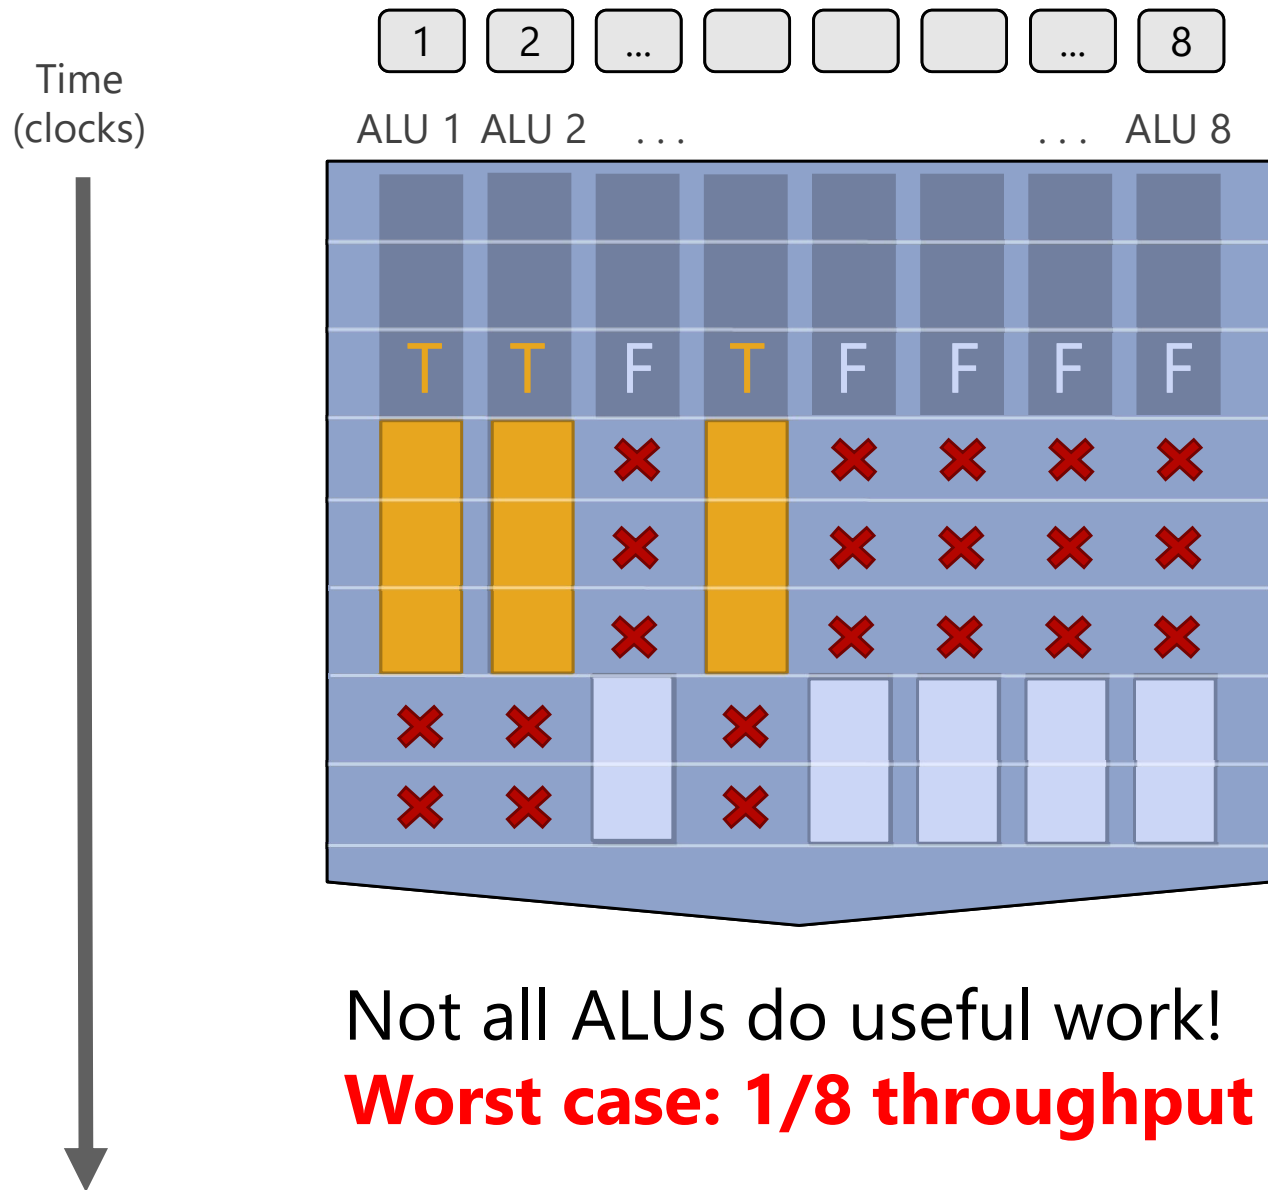 1 2 ... ... 8
Time
(clocks)
ALU 1 ALU 2 . . . . . . ALU 8
T T F T F F F F
Not all ALUs do useful work!
Worst case: 1/8 throughput